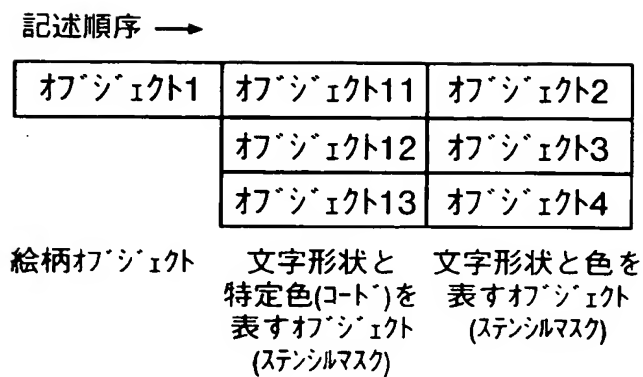 記述順序 →
オブジェクト1 オブジェクト11 オブジェクト2
オブジェクト12 オブジェクト3
オブジェクト13 オブジェクト4
絵柄オブジェクト
文字形状と
特定色(コード)を
表すオブジェクト
(ステンシルマスク)
文字形状と色を
表すオブジェクト
(ステンシルマスク)